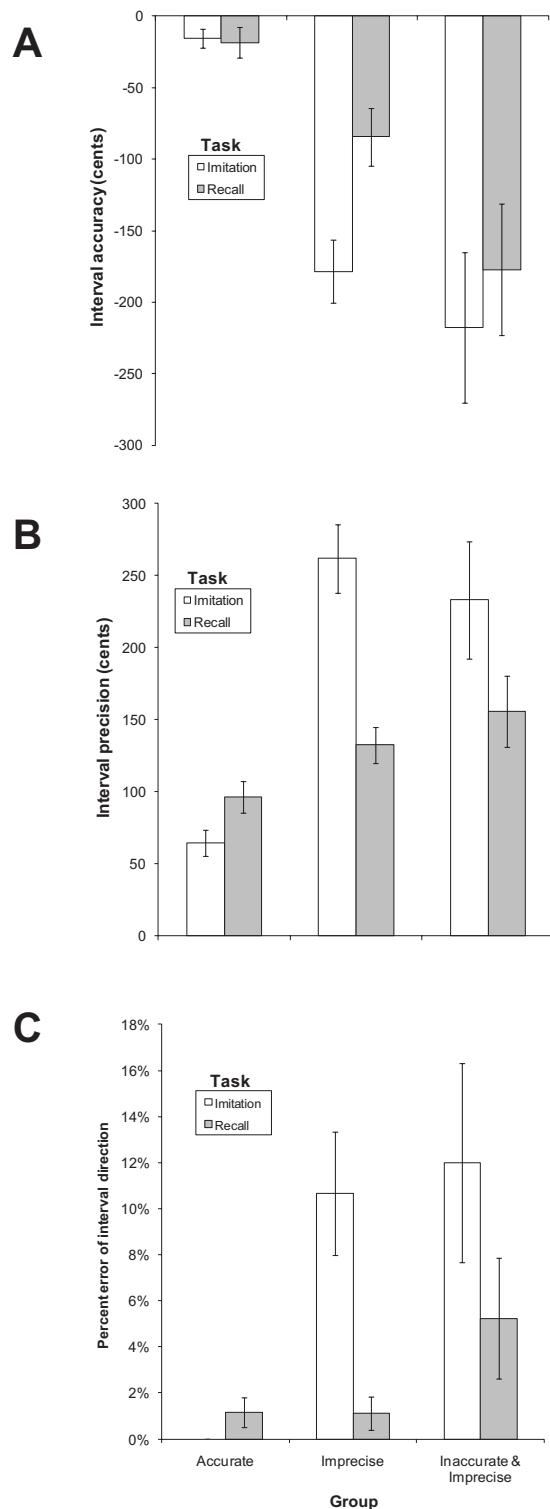 A
Interval accuracy (cents)
0
-50
-100
-150
-200
-250
-300
Task
Imitation
Recall
B
Interval precision (cents)
300
250
200
150
100
50
0
Task
Imitation
Recall
C
Percent error of interval direction
18%
16%
14%
12%
10%
8%
6%
4%
2%
0%
Task
Imitation
Recall
Accurate
Imprecise
Inaccurate &
Imprecise
Group